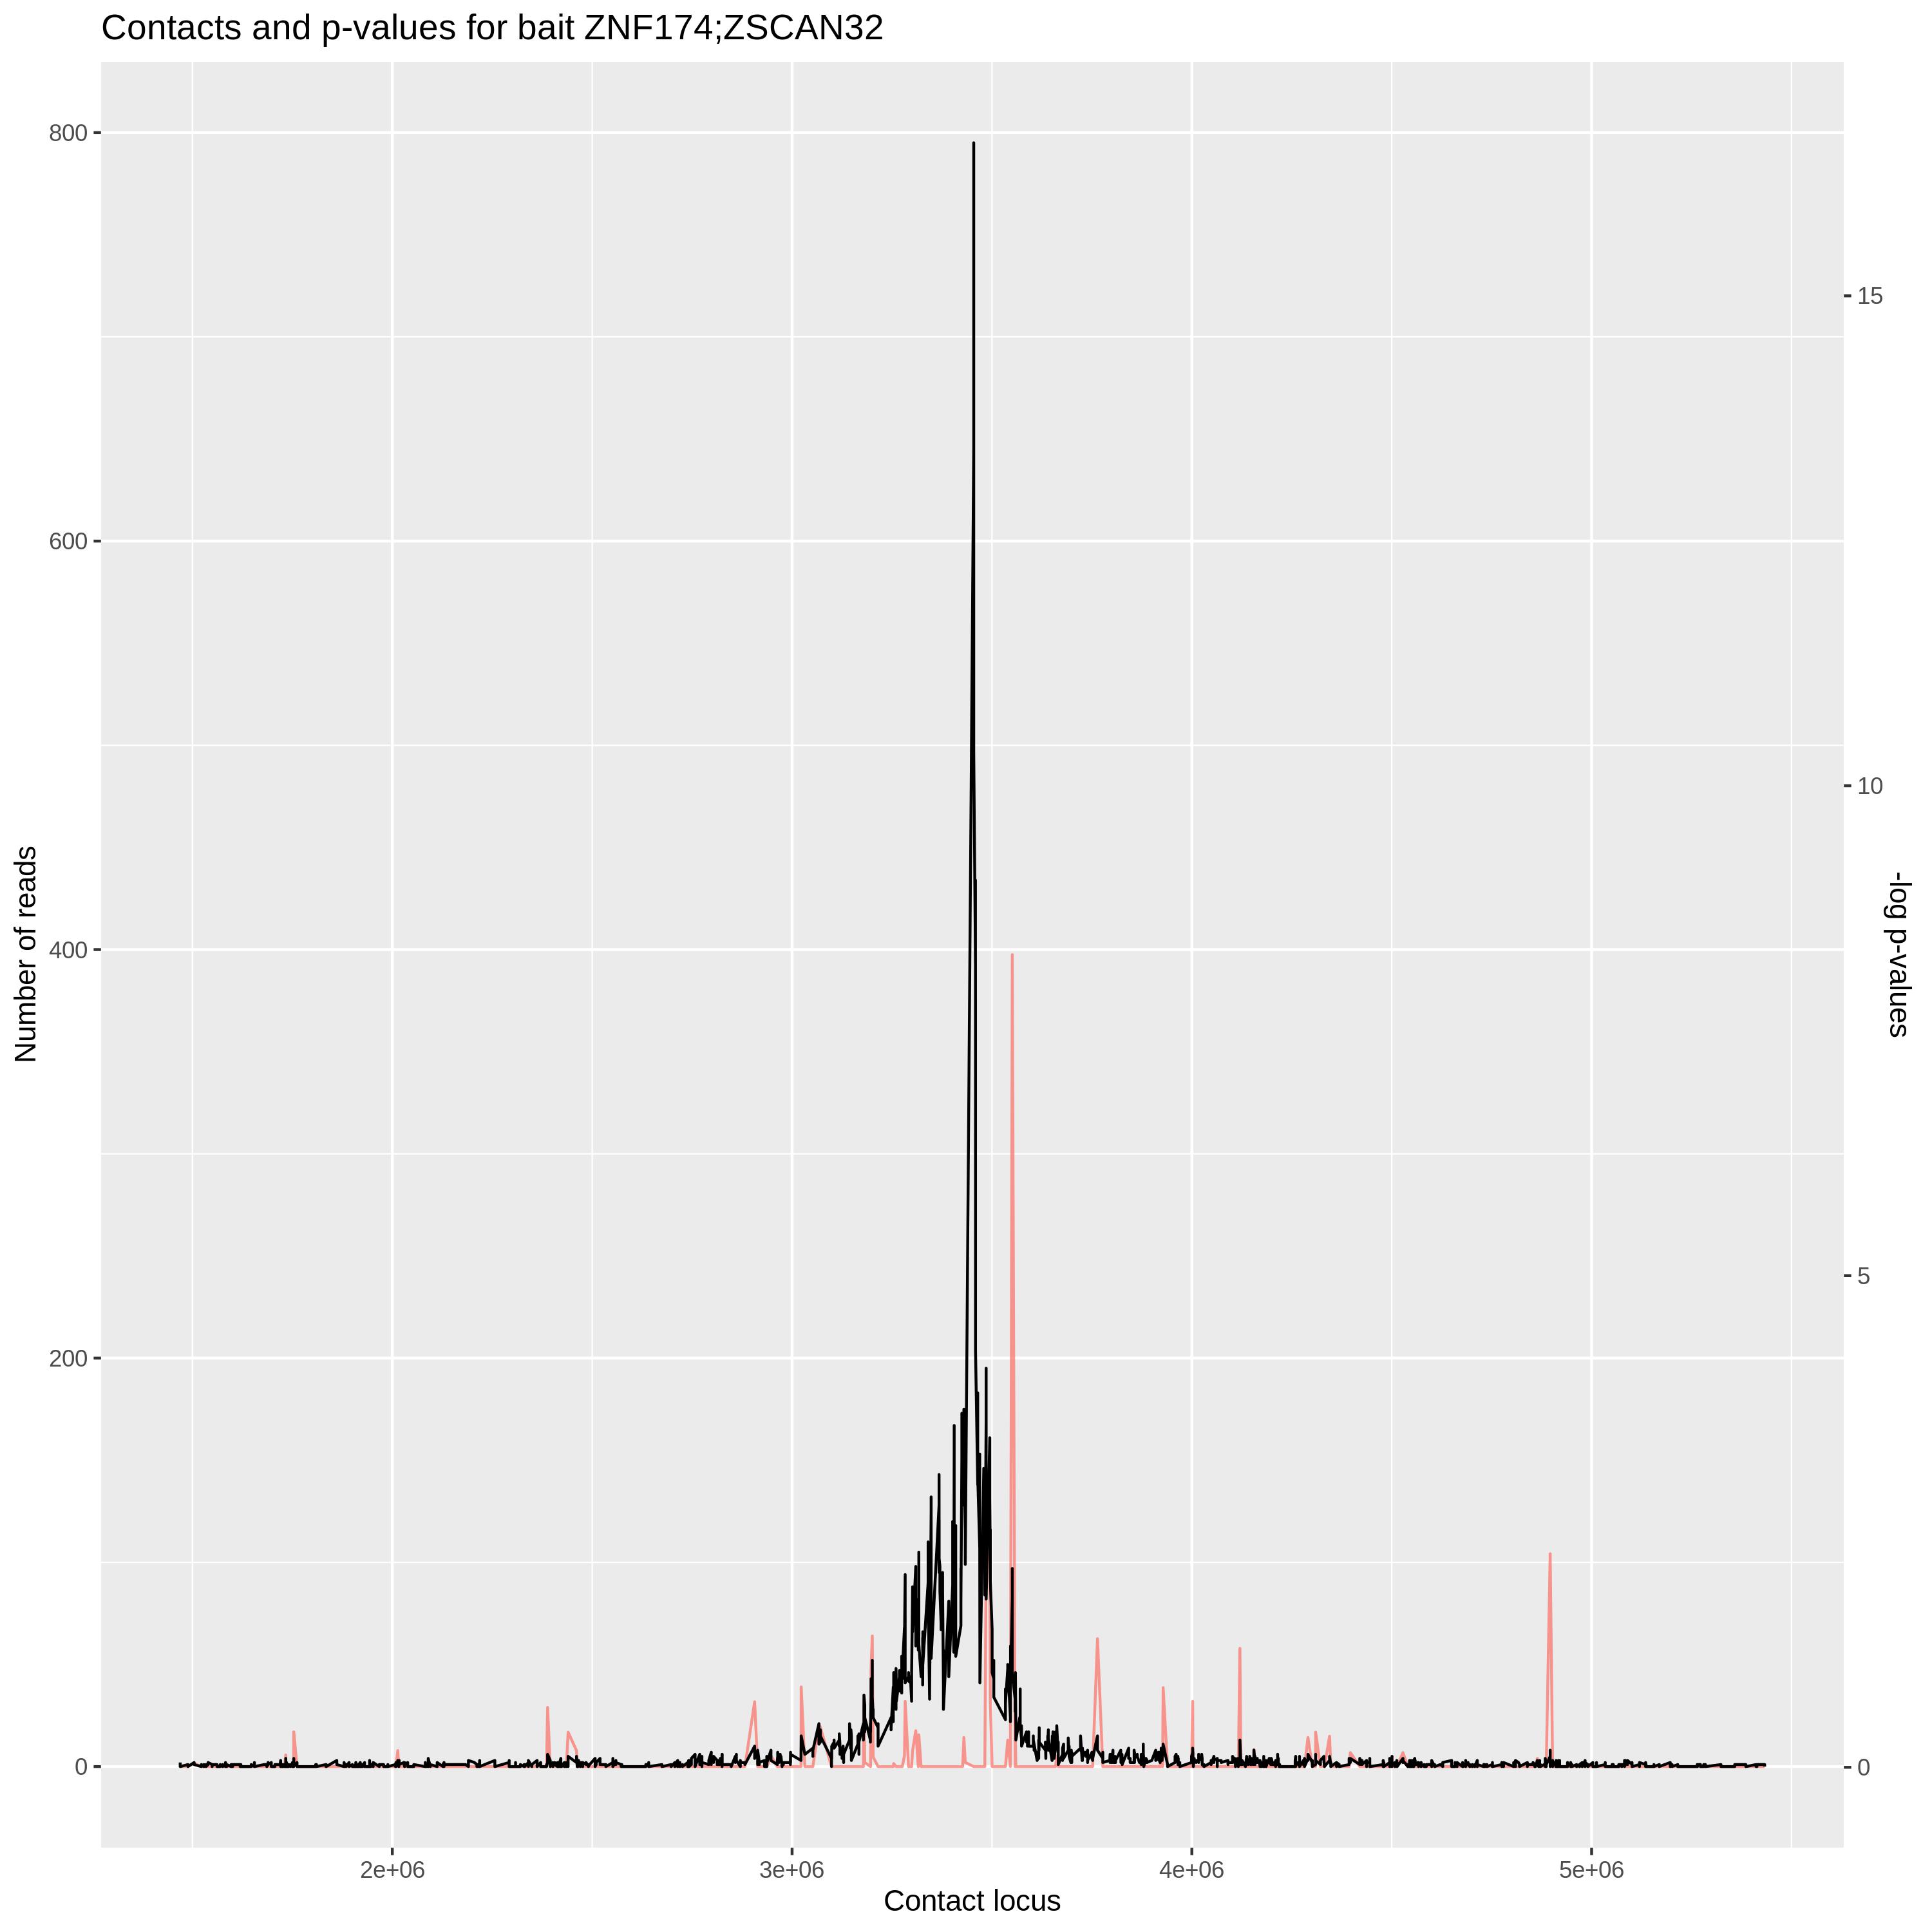 Contacts and p-values for bait ZNF174;ZSCAN32
800
600
400
200
0
Number of reads
15
10
5
0
-log p-values
2e+06 3e+06 4e+06 5e+06
Contact locus